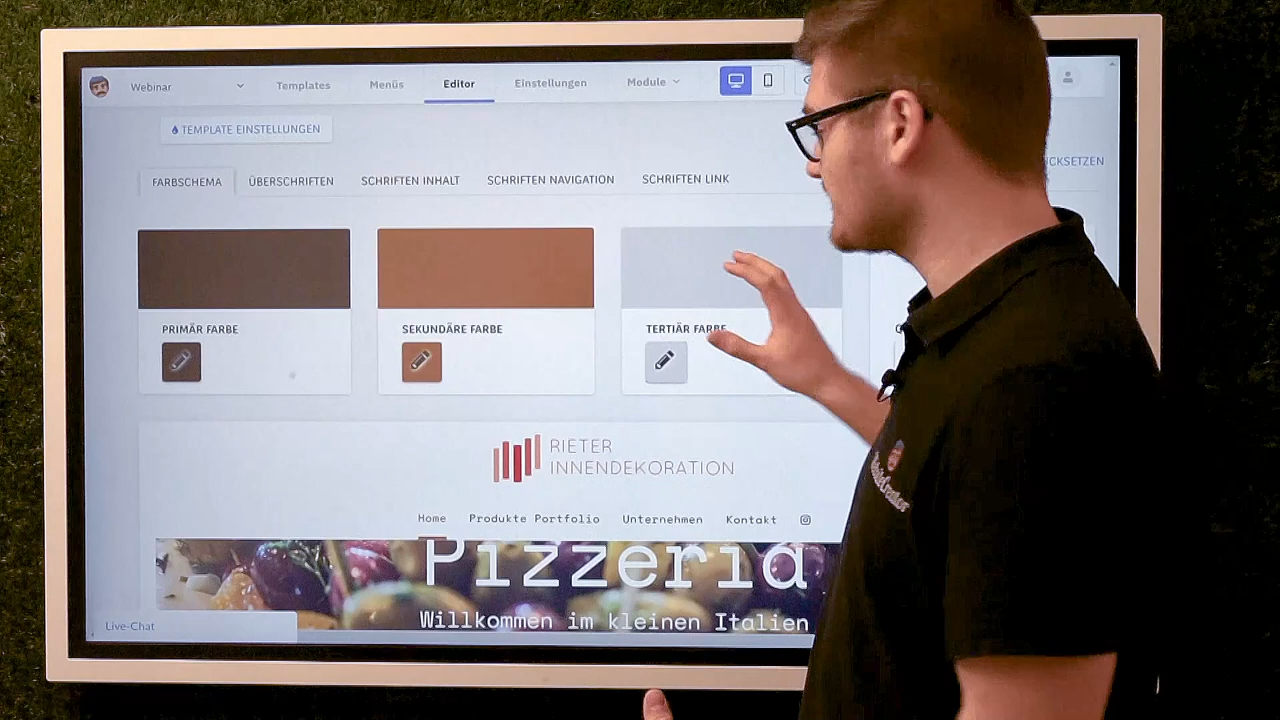 Webinar Templates Menüs Editor Einstellungen Module
TEMPLATE EINSTELLUNGEN
FARBSCHEMA ÜBERSCHRIFTEN SCHRIFTEN INHALT SCHRIFTEN NAVIGATION SCHRIFTEN LINK
PRIMÄR FARBE SEKUNDÄRE FARBE TERTIÄR FARBE
RIETER
INNENDEKORATION
Home Produkte Portfolio Unternehmen Kontakt
Pizzeria
Willkommen im kleinen Italien
Live-Chat